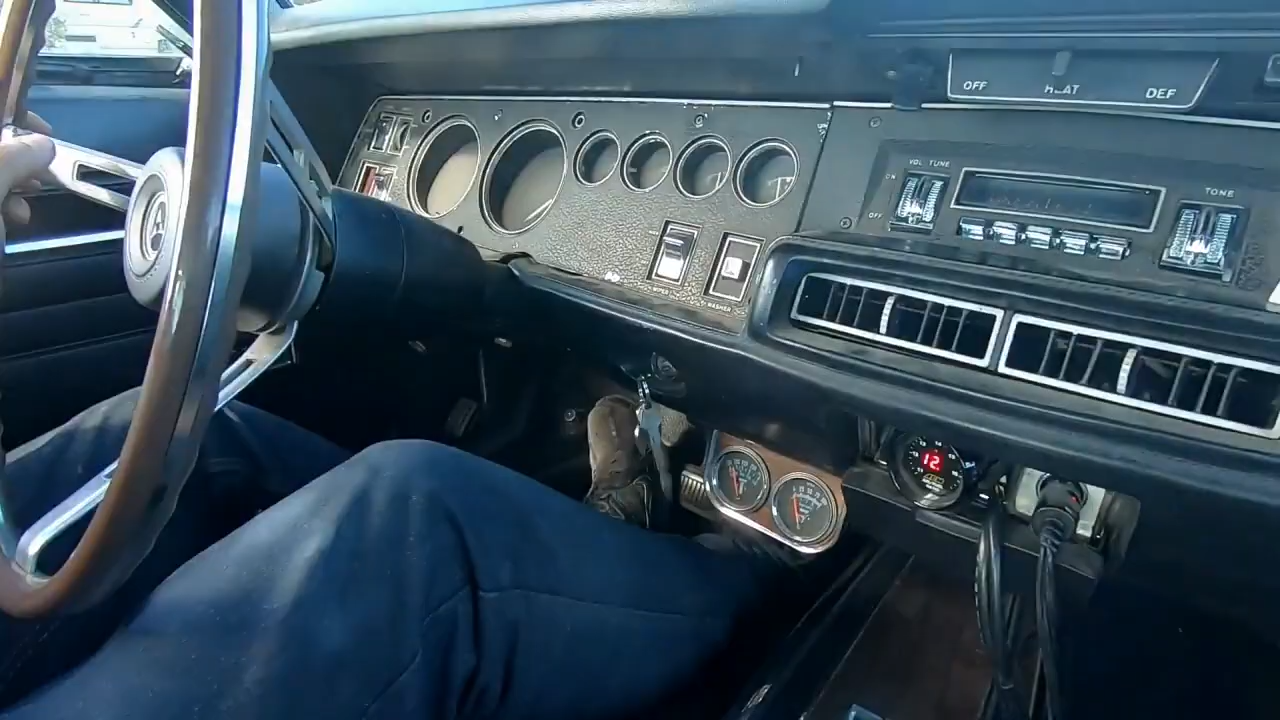 OFF HEAT DEF
VOL TUNE
ON
OFF
TONE
WIPER
WASHER
12